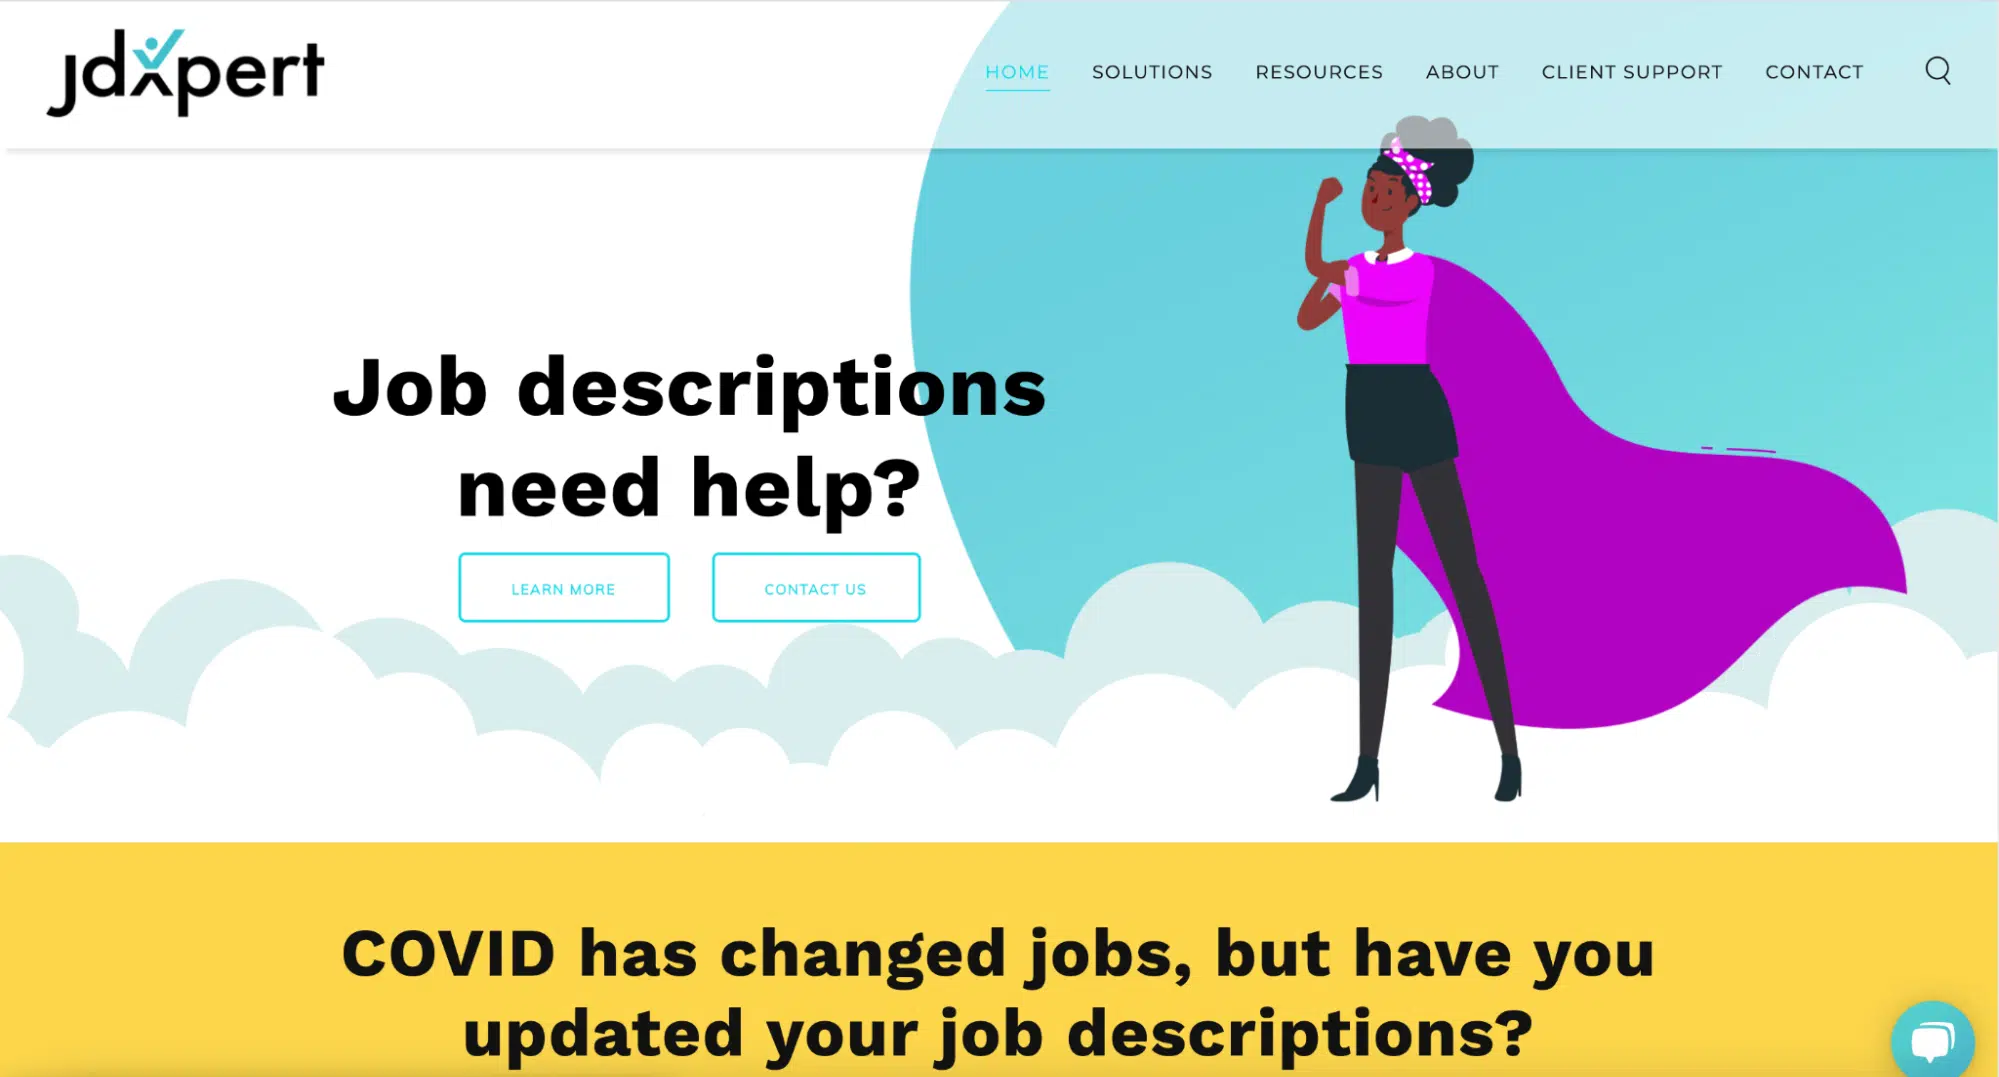 jdxpert
HOME SOLUTIONS RESOURCES ABOUT CLIENT SUPPORT CONTACT
Job descriptions
need help?
LEARN MORE CONTACT US
COVID has changed jobs, but have you
updated your job descriptions?